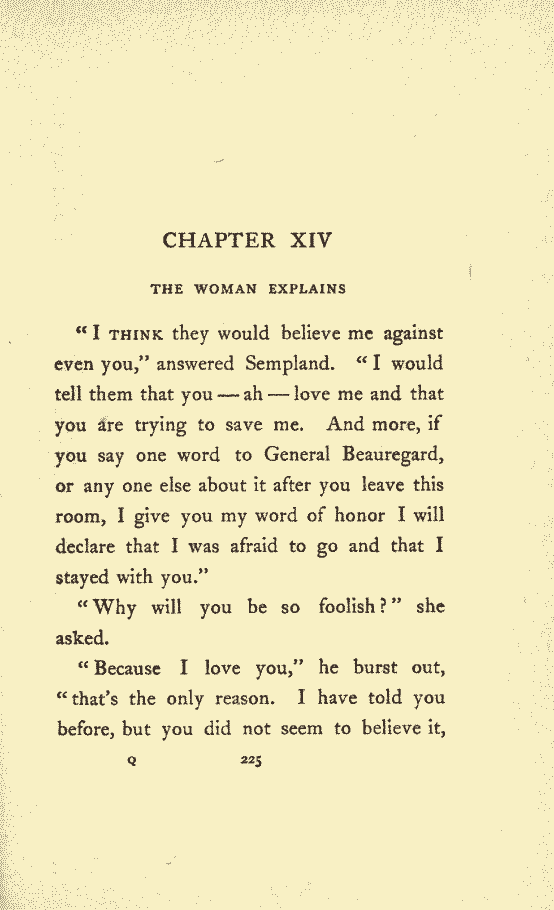 CHAPTER XIV
THE WOMAN EXPLAINS
“I THINK they would believe me against
even you,” answered Sempland. “I would
tell them that you — ah — love me and that
you are trying to save me. And more, if
you say one word to General Beauregard,
or any one else about it after you leave this
room, I give you my word of honor I will
declare that I was afraid to go and that I
stayed with you.”
“Why will you be so foolish?” she
asked.
“Because I love you,” he burst out,
“that's the only reason. I have told you
before, but you did not seem to believe it,
Q 225